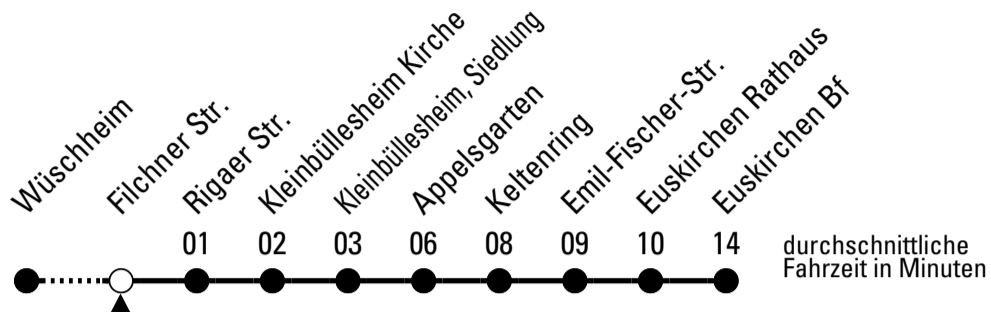 Wüschheim
Filchner Str.
Rigaer Str.
Kleinbüllesheim Kirche
Kleinbüllesheim, Siedlung
Appelsgarten
Keltenring
Emil-Fischer-Str.
Euskirchen Rathaus
Euskirchen Bf
01 02 03 06 08 09 10 14
durchschnittliche
Fahrzeit in Minuten